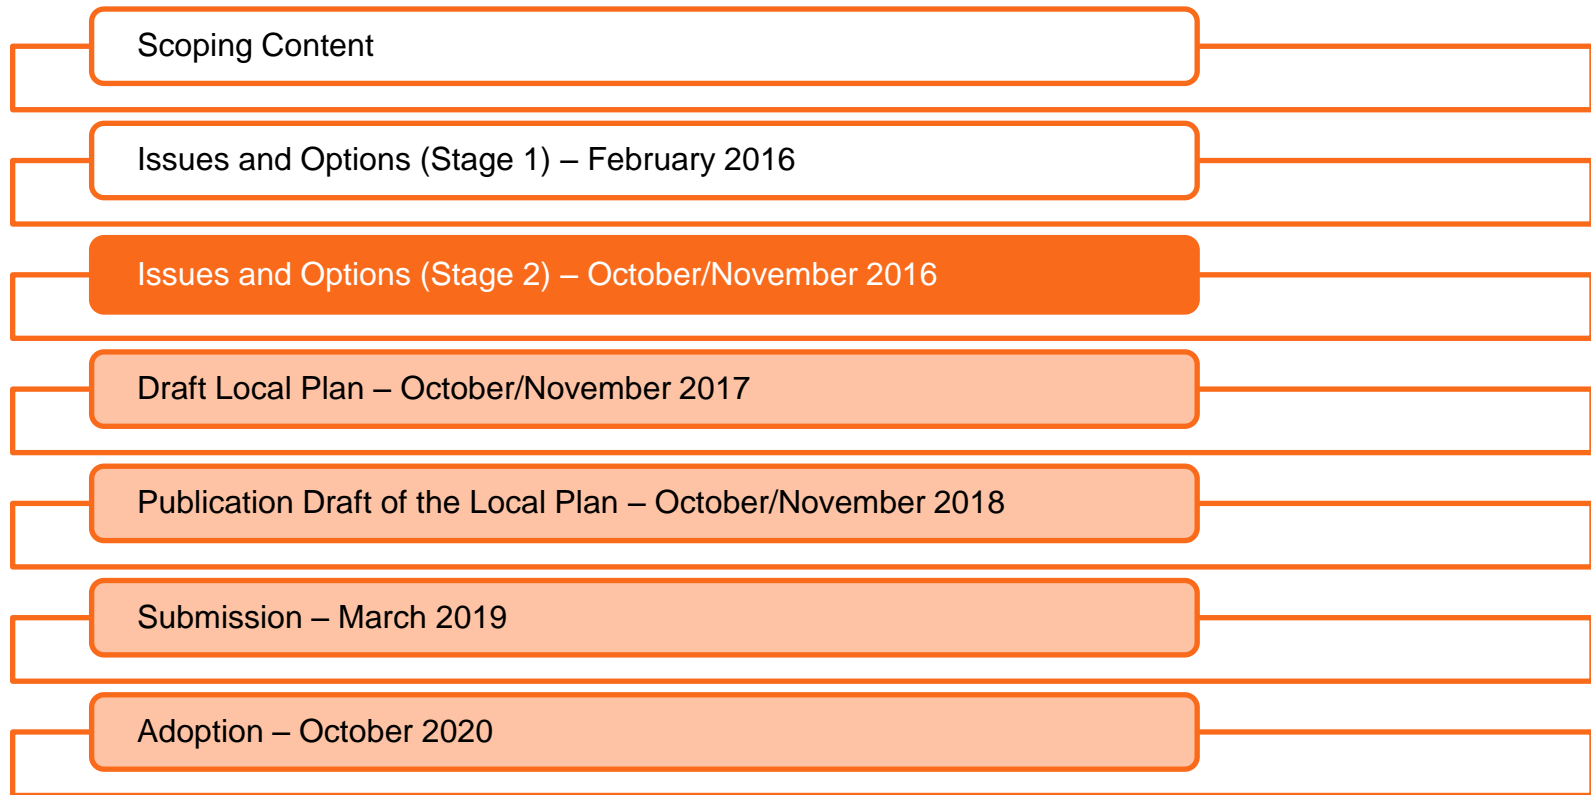 Scoping Content
Issues and Options (Stage 1) – February 2016
Issues and Options (Stage 2) – October/November 2016
Draft Local Plan – October/November 2017
Publication Draft of the Local Plan – October/November 2018
Submission – March 2019
Adoption – October 2020